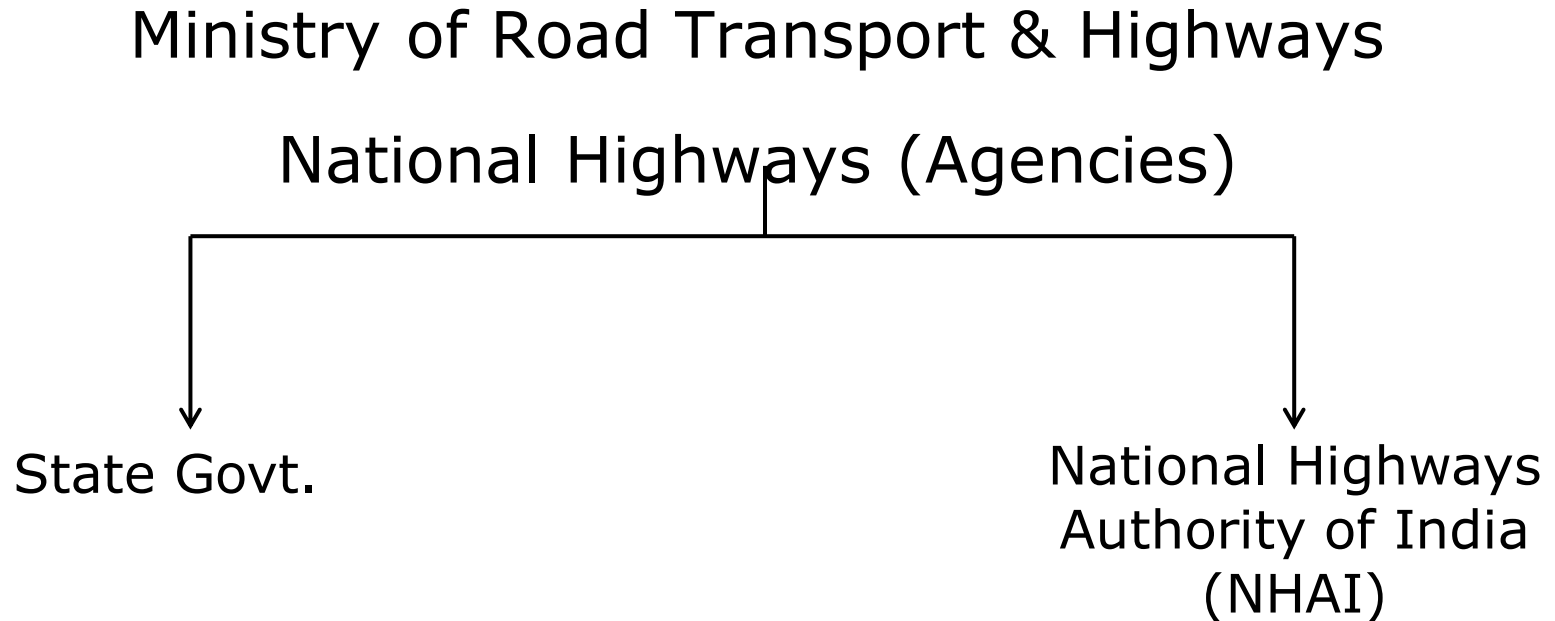 Ministry of Road Transport & Highways
National Highways (Agencies)
State Govt.
National Highways
Authority of India
(NHAI)